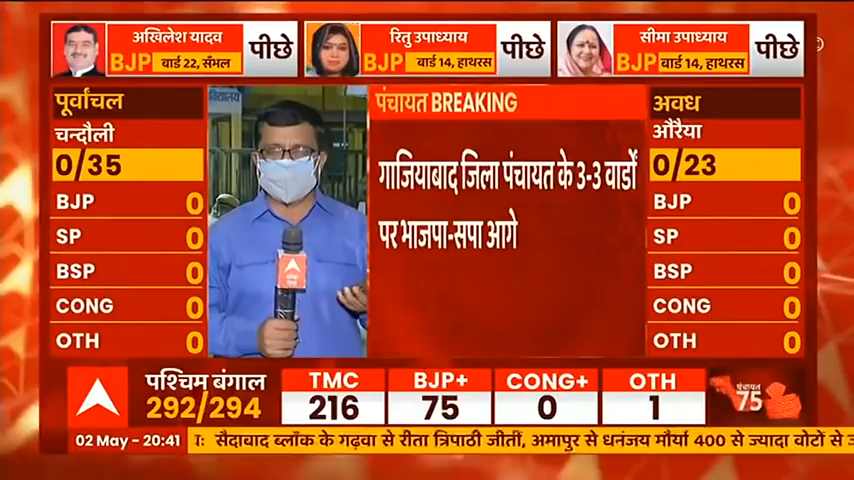 अखिलेश यादव
BJP वार्ड 22, सँभल
पीछे
रितु उपाध्याय
BJP वार्ड 14, हाथरस
पीछे
सीमा उपाध्याय
BJP वार्ड 14, हाथरस
पीछे
पूर्वांचल
चन्दौली
0/35
BJP 0
SP 0
BSP 0
CONG 0
OTH 0
विद्यालय
पंचायत BREAKING
गाजियाबाद जिला पंचायत के 3-3 वार्डों
पर भाजपा-सपा आगे
अवध
औरैया
0/23
BJP 0
SP 0
BSP 0
CONG 0
OTH 0
पश्चिम बंगाल
292/294
TMC
216
BJP+
75
CONG+
0
OTH
1
पंचायत
75
02 May - 20:41
सैदाबाद ब्लॉक के गढ़वा से रीता त्रिपाठी जीतीं, अमापुर से धनंजय मौर्या 400 से ज्यादा वोटों से